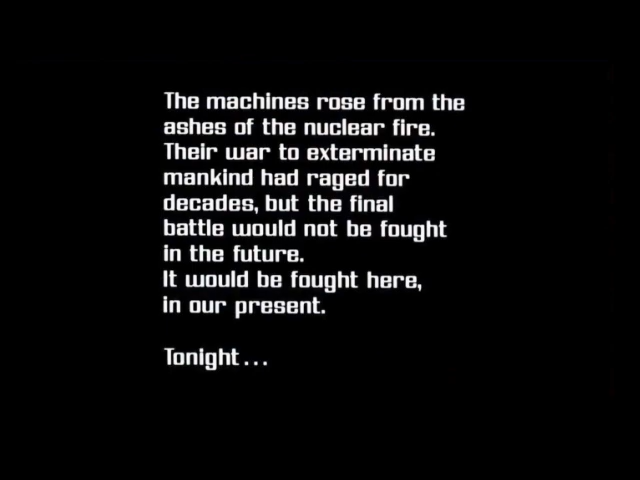 The machines rose from the
ashes of the nuclear fire.
Their war to exterminate
mankind had raged for
decades, but the final
battle would not be fought
in the future.
It would be fought here,
in our present.
Tonight...